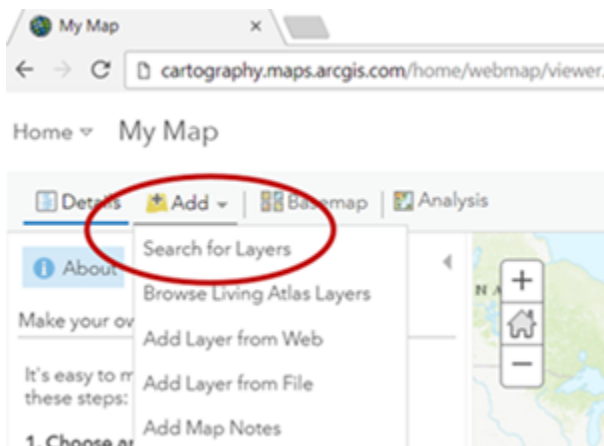 My Map
cartography.maps.arcgis.com/home/webmap/viewer.
Home My Map
Details Add Basemap Analysis
About
Search for Layers
Browse Living Atlas Layers
Make your ov
Add Layer from Web
It's easy to m
these steps:
Add Layer from File
Add Map Notes
1. Choose ar
N A